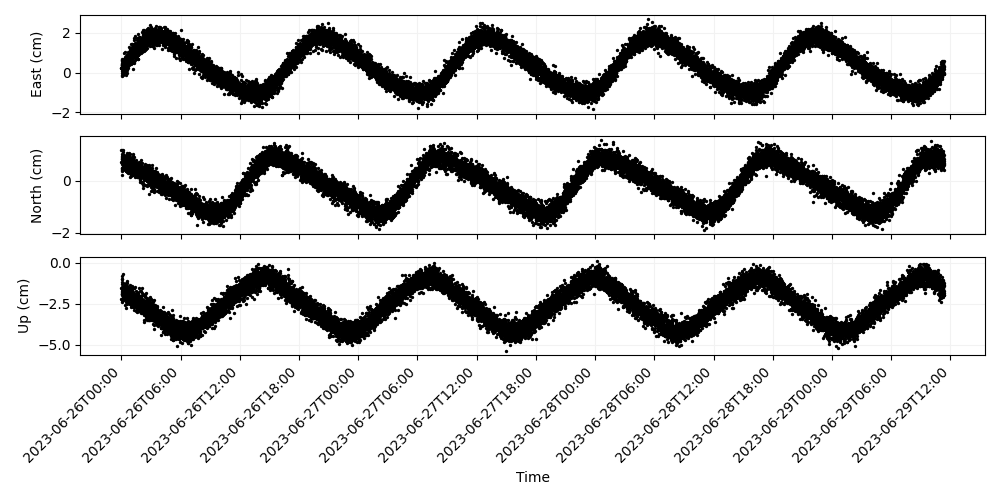 East (cm)
2
0
−2
North (cm)
0
−2
Up (cm)
0.0
−2.5
−5.0
2023-06-26T00:00
2023-06-26T06:00
2023-06-26T12:00
2023-06-26T18:00
2023-06-27T00:00
2023-06-27T06:00
2023-06-27T12:00
2023-06-27T18:00
2023-06-28T00:00
2023-06-28T06:00
2023-06-28T12:00
2023-06-28T18:00
2023-06-29T00:00
2023-06-29T06:00
2023-06-29T12:00
Time